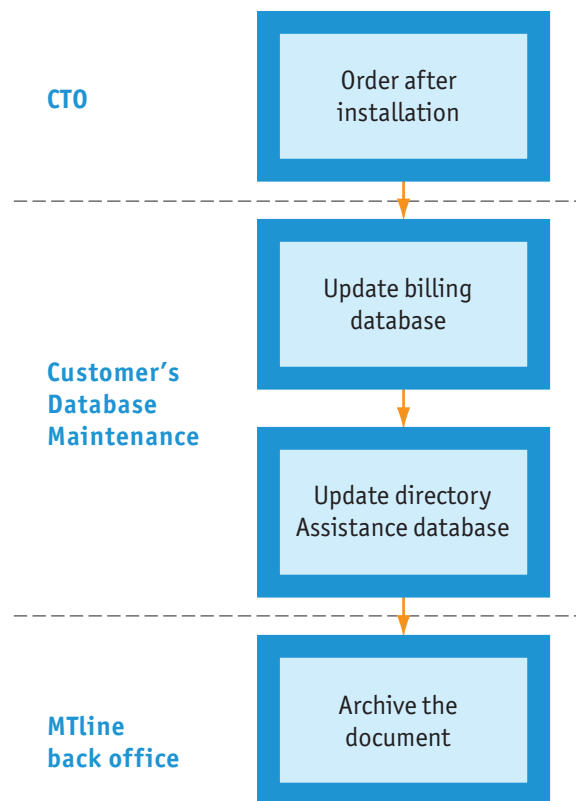 CTO
Order after
installation
Customer’s
Database
Maintenance
Update billing
database
Update directory
Assistance database
MTline
back office
Archive the
document